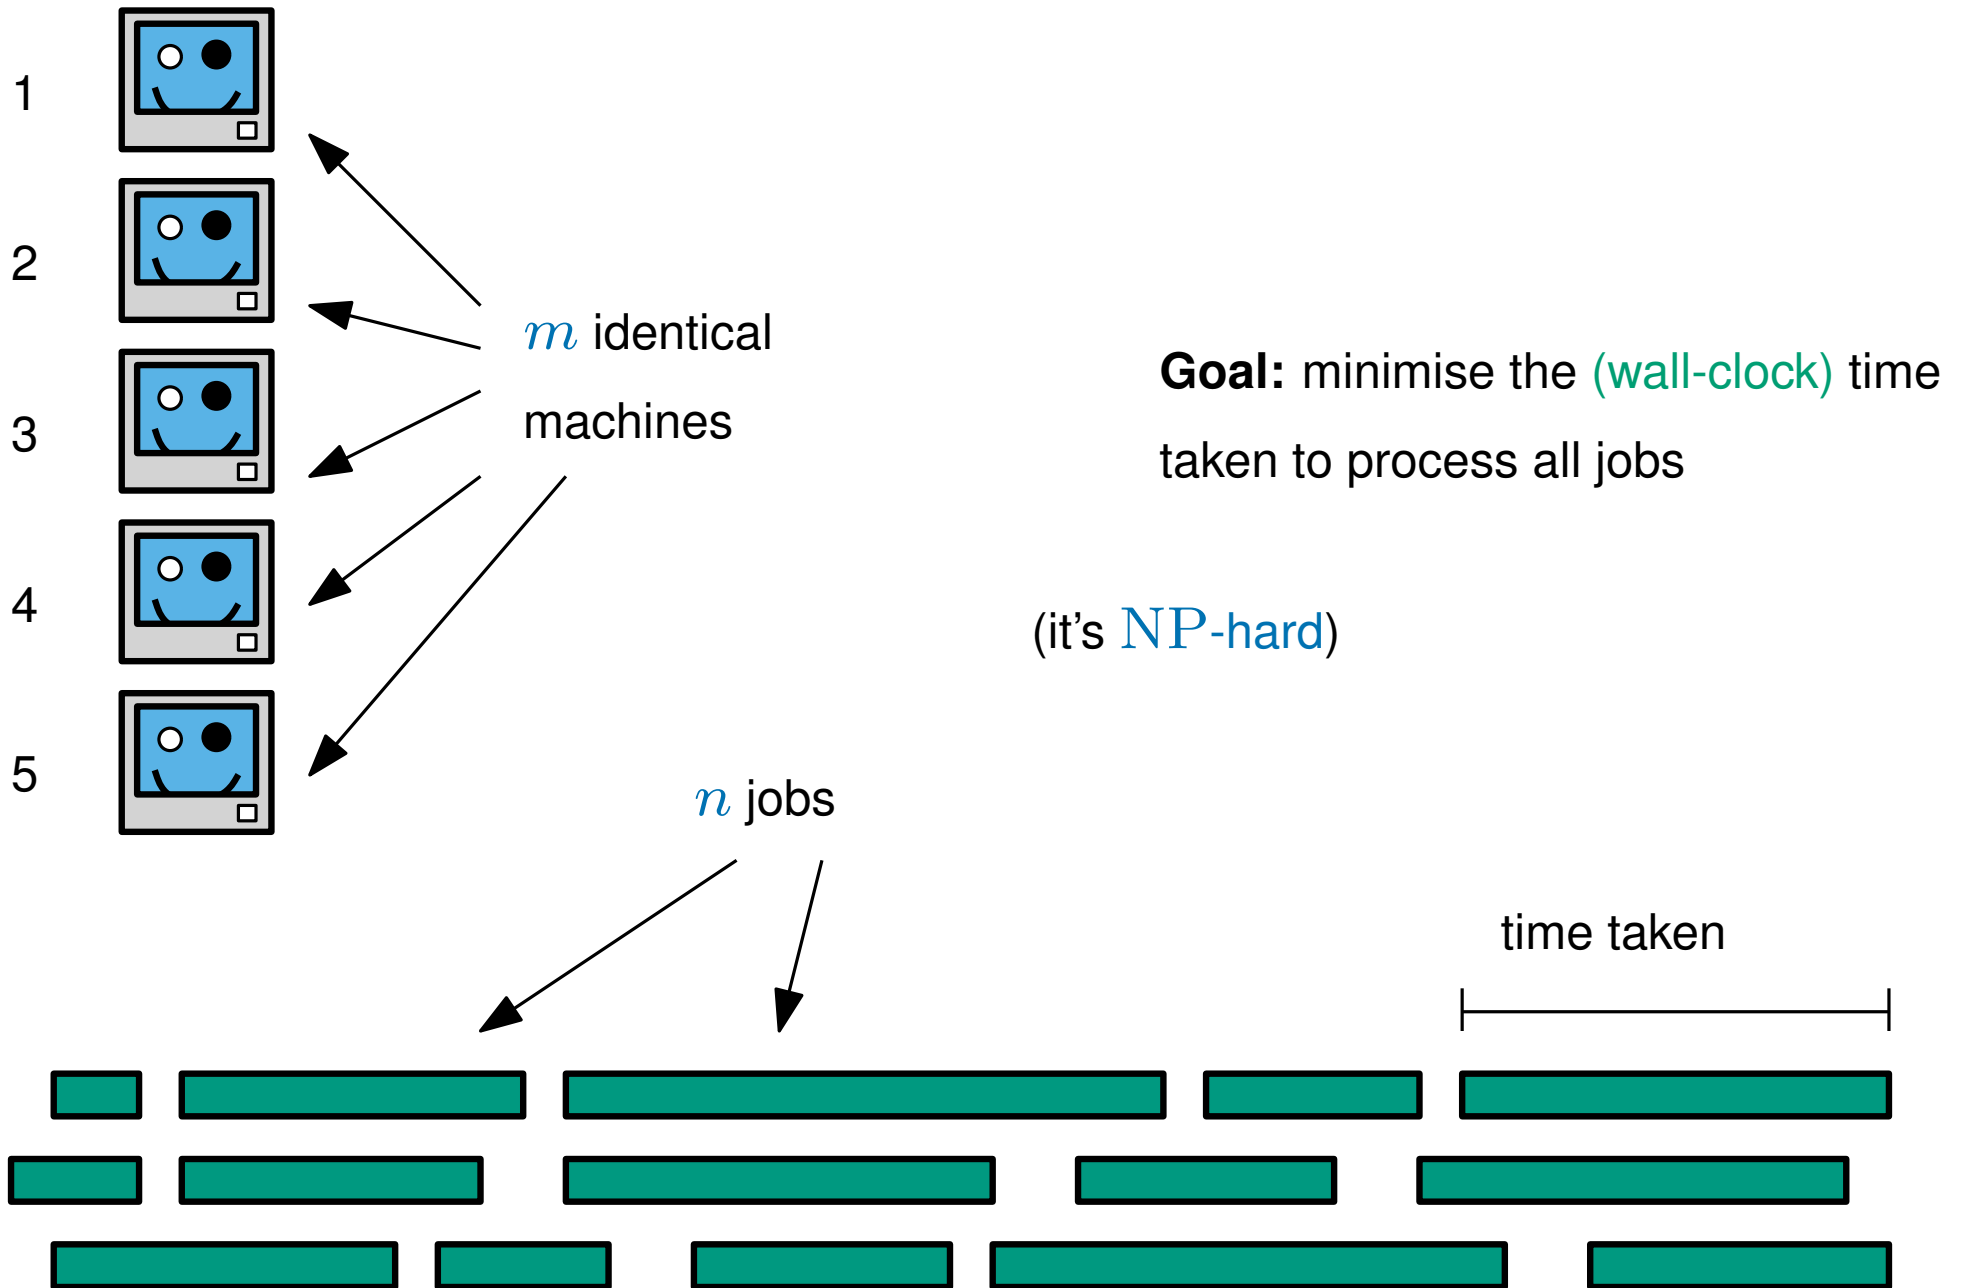 1
2
3
4
5
m identical
machines
Goal: minimise the (wall-clock) time
taken to process all jobs
(it's NP-hard)
n jobs
time taken